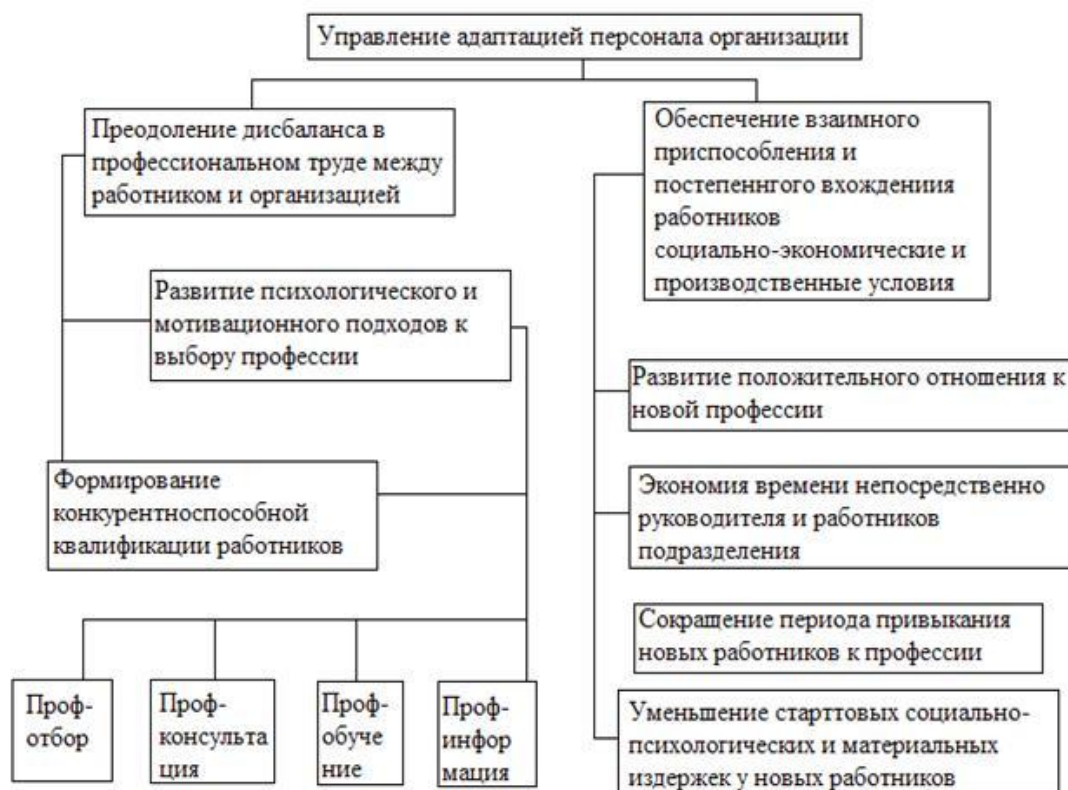 Управление адаптацией персонала организации
Преодоление дисбаланса в
профессиональном труде между
работником и организацией
Обеспечение взаимного
приспособления и
постепеннгого вхождениия
работников
социально-экономические и
производственные условия
Развитие психологического и
мотивационного подходов к
выбору профессии
Развитие положительного отношения к
новой профессии
Формирование
конкурентноспособной
квалификации работников
Экономия времени непосредственно
руководителя и работников
подразделения
Сокращение периода привыкания
новых работников к профессии
Проф-
отбор
Проф-
консульта
ция
Проф-
обуче
ние
Проф-
инфор
мация
Уменьшение старттовых социально-
психологических и материальных
издержек у новых работников